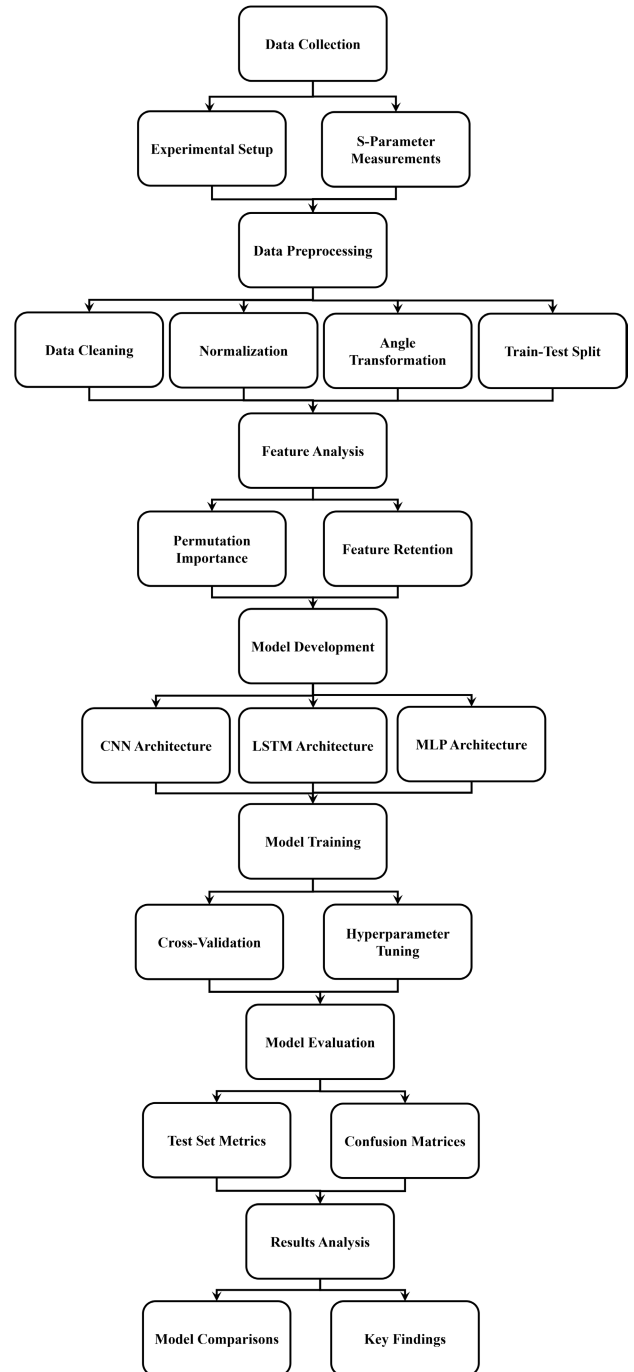 Data Collection
Experimental Setup
S-Parameter
Measurements
Data Preprocessing
Data Cleaning
Normalization
Angle
Transformation
Train-Test Split
Feature Analysis
Permutation
Importance
Feature Retention
Model Development
CNN Architecture
LSTM Architecture
MLP Architecture
Model Training
Cross-Validation
Hyperparameter
Tuning
Model Evaluation
Test Set Metrics
Confusion Matrices
Results Analysis
Model Comparisons
Key Findings